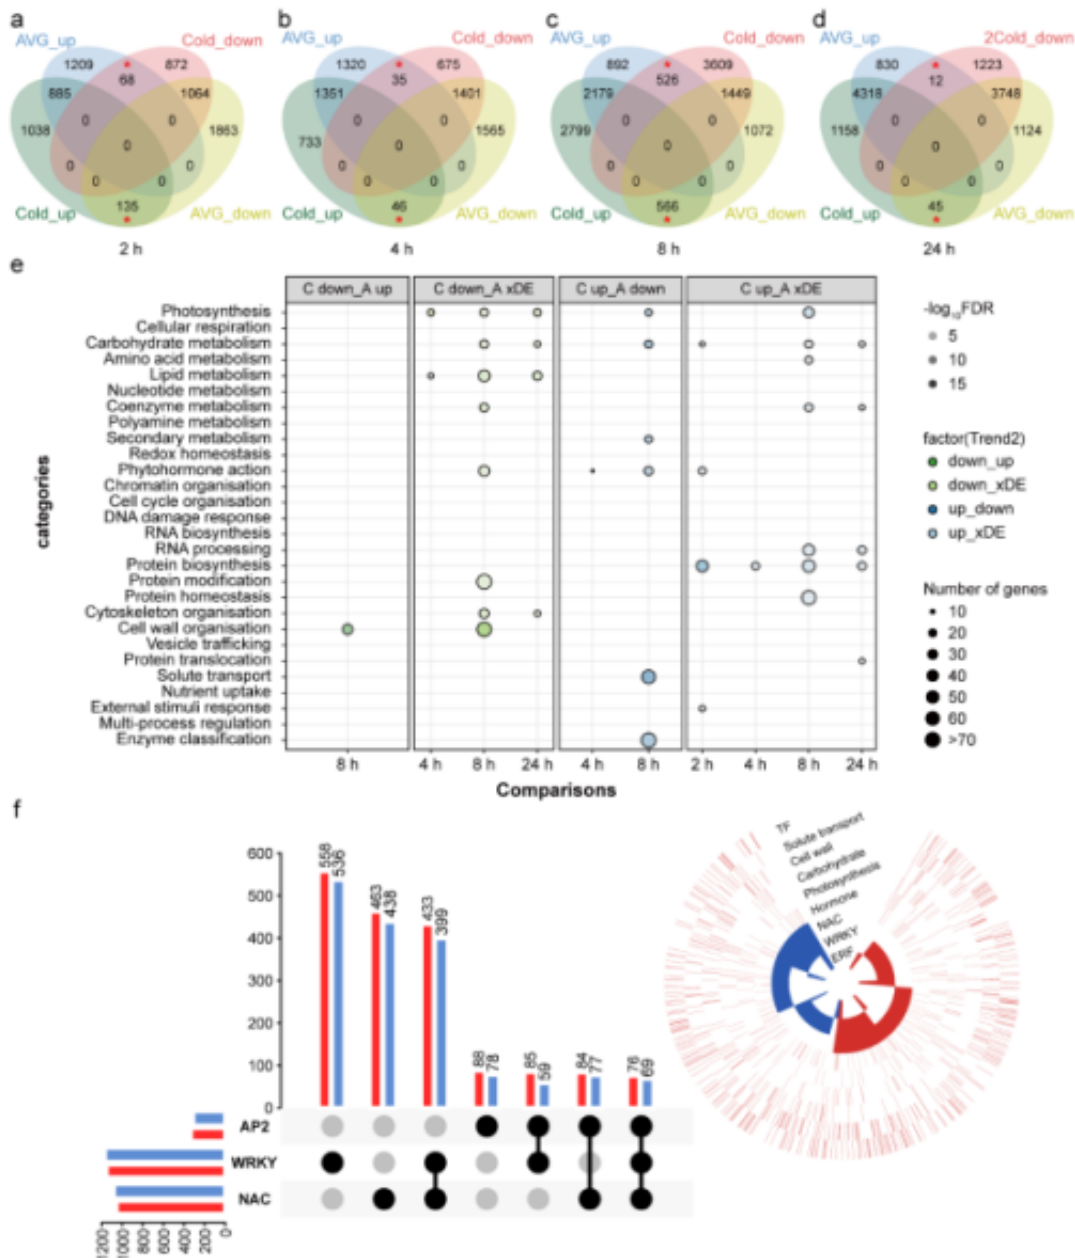 a
b
c
d
AVG_up
Cold_down
1209
872
68
885
1064
1038
1863
0
0
0
0
0
0
0
135
Cold_up
AVG_down
2 h
AVG_up
Cold_down
1320
675
35
1351
1401
733
1565
0
0
0
0
0
0
0
46
Cold_up
AVG_down
4 h
AVG_up
Cold_down
892
3609
526
2179
1449
2799
1072
0
0
0
0
0
0
0
566
Cold_up
AVG_down
8 h
AVG_up
2Cold_down
830
1223
12
4318
3748
1158
1124
0
0
0
0
0
0
0
45
Cold_up
AVG_down
24 h
e
C down_A up
C down_A xDE
C up_A down
C up_A xDE
categories
Photosynthesis
Cellular respiration
Carbohydrate metabolism
Amino acid metabolism
Lipid metabolism
Nucleotide metabolism
Coenzyme metabolism
Polyamine metabolism
Secondary metabolism
Redox homeostasis
Phytohormone action
Chromatin organisation
Cell cycle organisation
DNA damage response
RNA biosynthesis
RNA processing
Protein biosynthesis
Protein modification
Protein homeostasis
Cytoskeleton organisation
Cell wall organisation
Vesicle trafficking
Protein translocation
Solute transport
Nutrient uptake
External stimuli response
Multi-process regulation
Enzyme classification
8 h
4 h
8 h
24 h
4 h
8 h
2 h
4 h
8 h
24 h
Comparisons
-log₁₀FDR
5
10
15
factor(Trend2)
down_up
down_xDE
up_down
up_xDE
Number of genes
10
20
30
40
50
60
>70
f
600
500
400
300
200
100
0
558
536
463
438
433
399
88
78
85
59
84
77
76
69
AP2
WRKY
NAC
1200
1000
800
600
400
200
0
TF
Solute transport
Cell wall
Carbohydrate
Photosynthesis
Hormone
NAC
WRKY
ERF